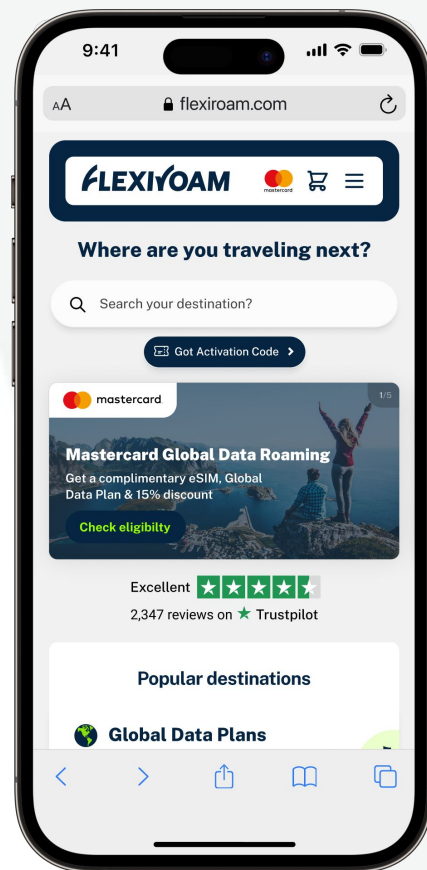 9:41
AA
flexiroam.com
FLEXIROAM
mastercard
Where are you traveling next?
Search your destination?
Got Activation Code
mastercard.
1/5
Mastercard Global Data Roaming
Get a complimentary eSIM, Global
Data Plan & 15% discount
Check eligibilty
Excellent
2,347 reviews on Trustpilot
Popular destinations
Global Data Plans